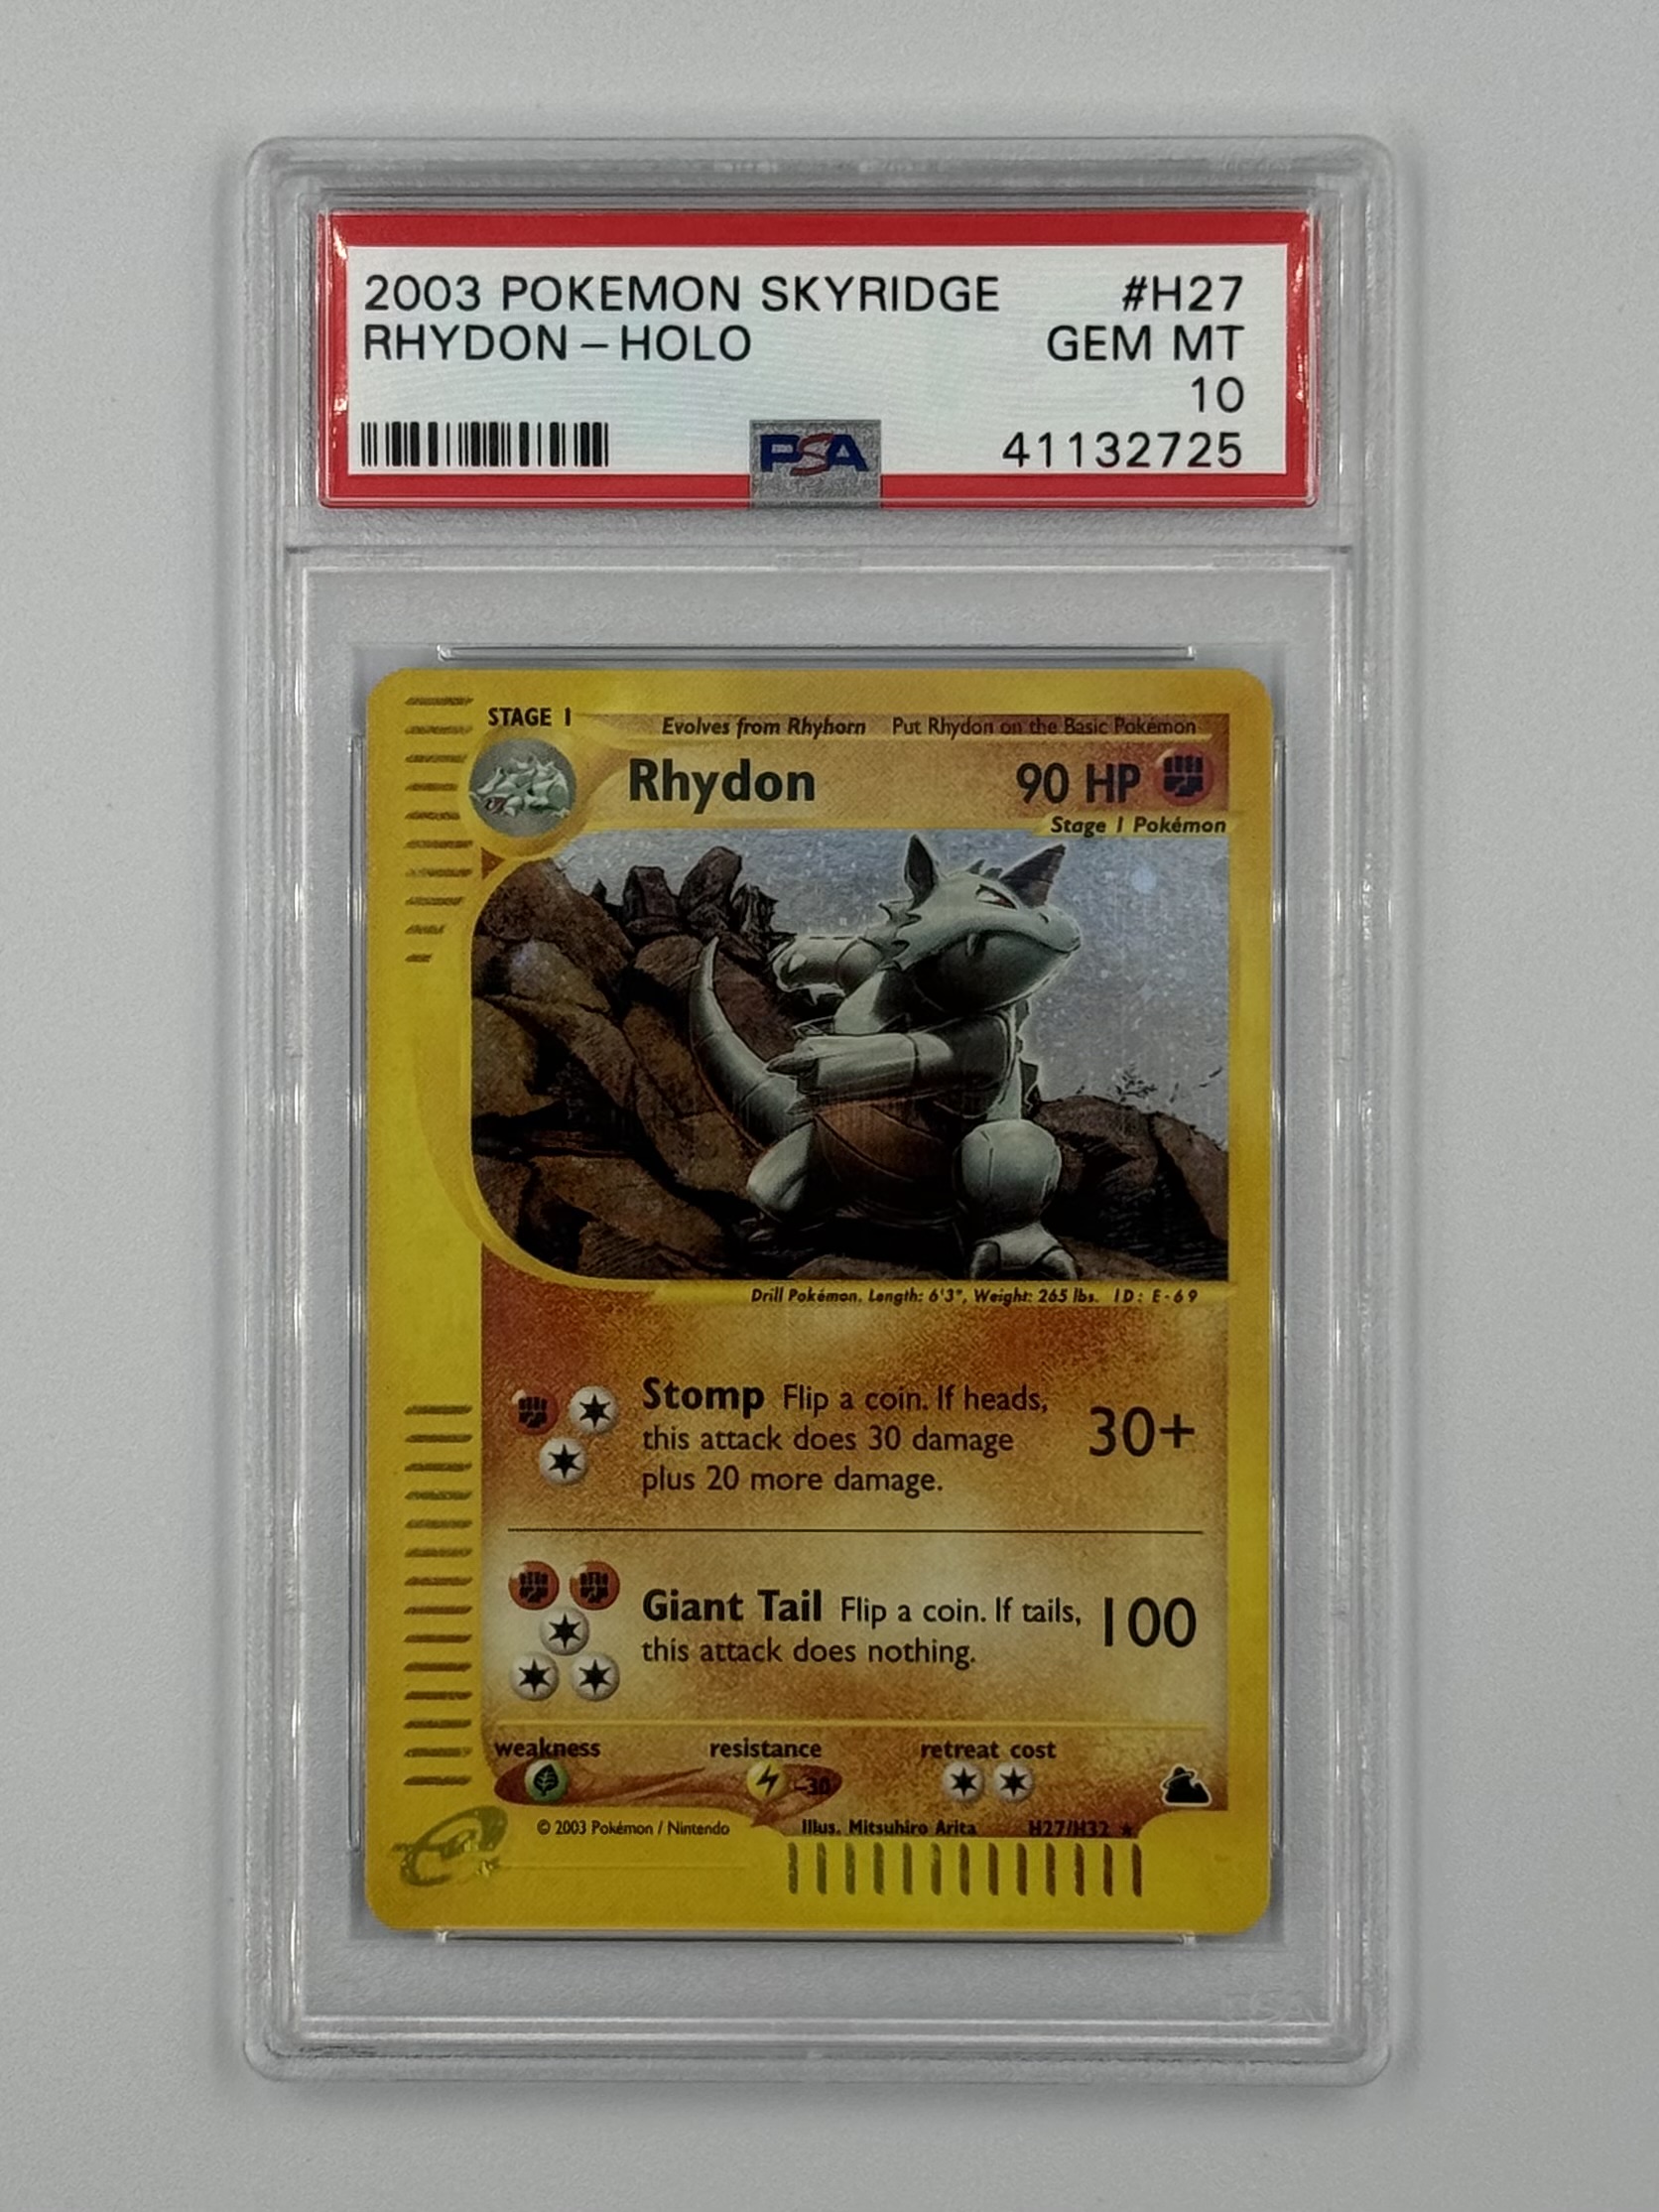 2003 POKEMON SKYRIDGE #H27
RHYDON – HOLO GEM MT
10
PSA 41132725
STAGE 1
Evolves from Rhyhorn Put Rhydon on the Basic Pokémon
Rhydon 90 HP
Stage 1 Pokémon
Drill Pokémon. Length: 6'3", Weight: 265 lbs. ID: E-69
Stomp Flip a coin. If heads,
this attack does 30 damage
plus 20 more damage.
30+
Giant Tail Flip a coin. If tails,
this attack does nothing.
100
weakness resistance retreat cost
-30
© 2003 Pokémon / Nintendo Illus. Mitsuhiro Arita H27/H32 ★
e
PSA